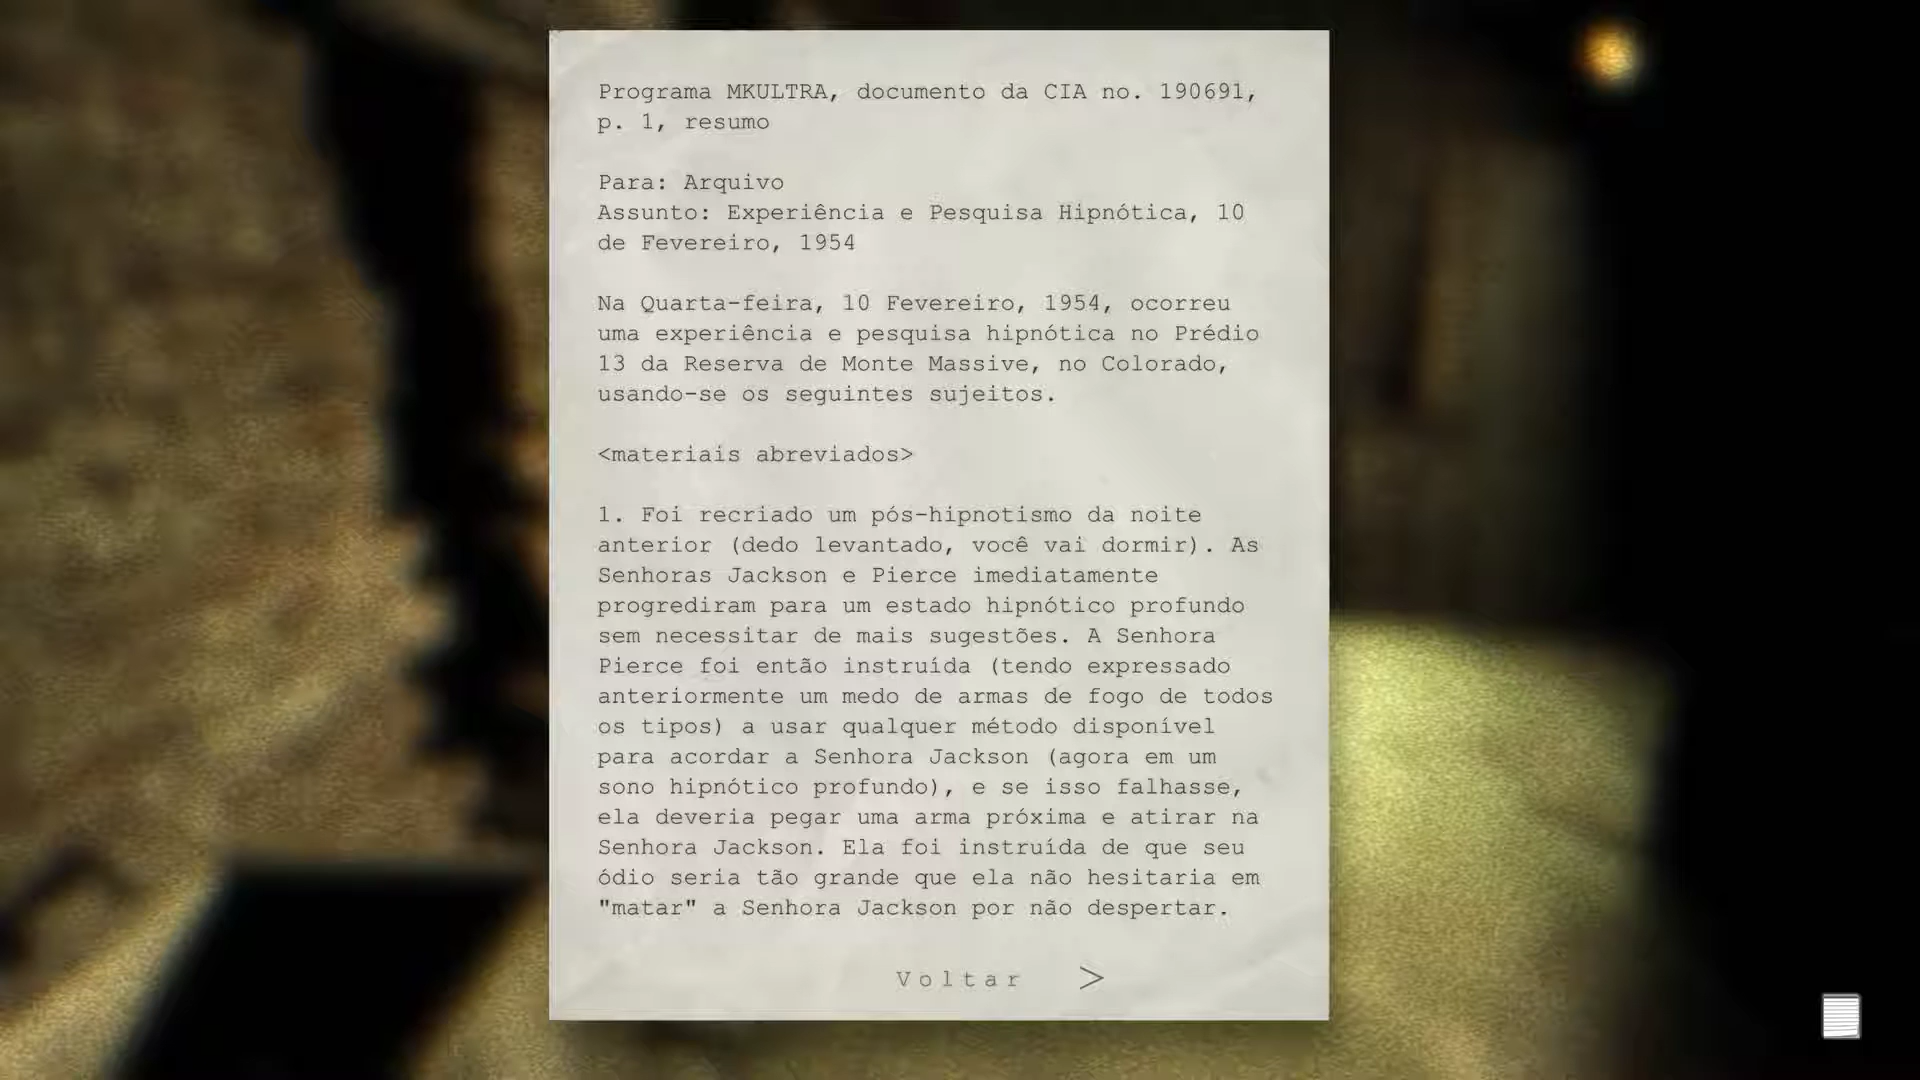 Programa MKULTRA, documento da CIA no. 190691,
p. 1, resumo
Para: Arquivo
Assunto: Experiência e Pesquisa Hipnótica, 10
de Fevereiro, 1954
Na Quarta-feira, 10 Fevereiro, 1954, ocorreu
uma experiência e pesquisa hipnótica no Prédio
13 da Reserva de Monte Massive, no Colorado,
usando-se os seguintes sujeitos.
<materiais abreviados>
1. Foi recriado um pós-hipnotismo da noite
anterior (dedo levantado, você vai dormir). As
Senhoras Jackson e Pierce imediatamente
progrediram para um estado hipnótico profundo
sem necessitar de mais sugestões. A Senhora
Pierce foi então instruída (tendo expressado
anteriormente um medo de armas de fogo de todos
os tipos) a usar qualquer método disponível
para acordar a Senhora Jackson (agora em um
sono hipnótico profundo), e se isso falhasse,
ela deveria pegar uma arma próxima e atirar na
Senhora Jackson. Ela foi instruída de que seu
ódio seria tão grande que ela não hesitaria em
"matar" a Senhora Jackson por não despertar.
Voltar >